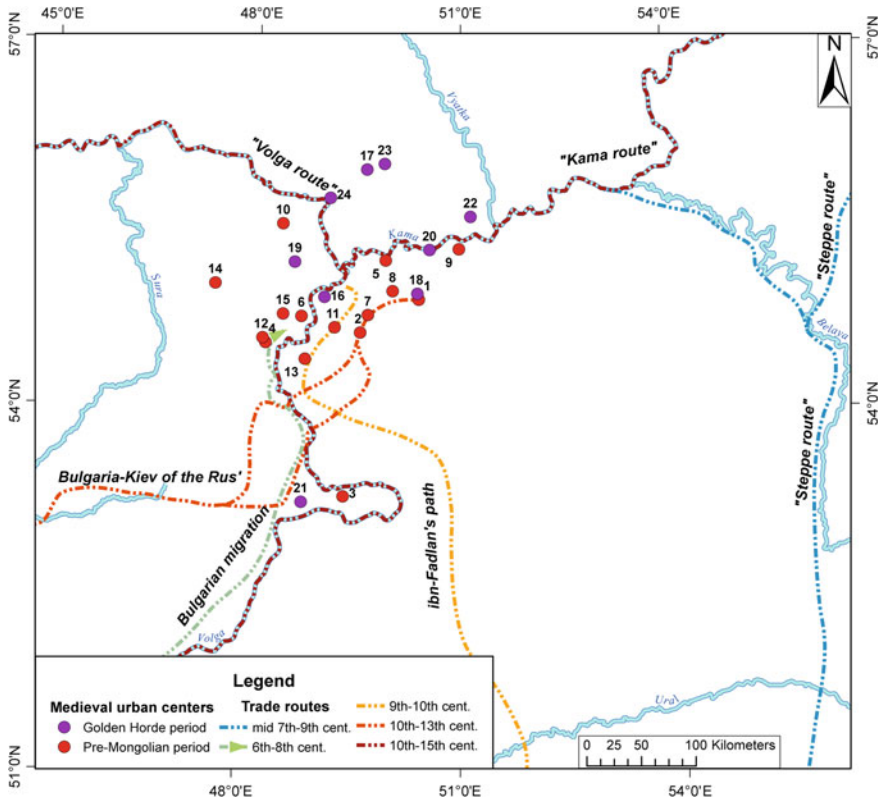 45°0'E 48°0'E 51°0'E 54°0'E
57°0'N
57°0'N
N
Vyatka
"Volga route"
17
23
"Kama route"
24
10
22
Kama
20
"Steppe route"
19
5
9
14
8
18
1
Sura
16
15
6
7
Belaya
11
2
12
4
13
54°0'N
54°0'N
"Steppe route"
Bulgaria-Kiev of the Rus'
21
3
Bulgarian migration
ibn-Fadlan's path
Volga
Ural
Legend
Medieval urban centers
Golden Horde period
Pre-Mongolian period
Trade routes
mid 7th-9th cent.
6th-8th cent.
9th-10th cent.
10th-13th cent.
10th-15th cent.
0 25 50 100 Kilometers
51°0'N
51°0'N
48°0'E 51°0'E 54°0'E